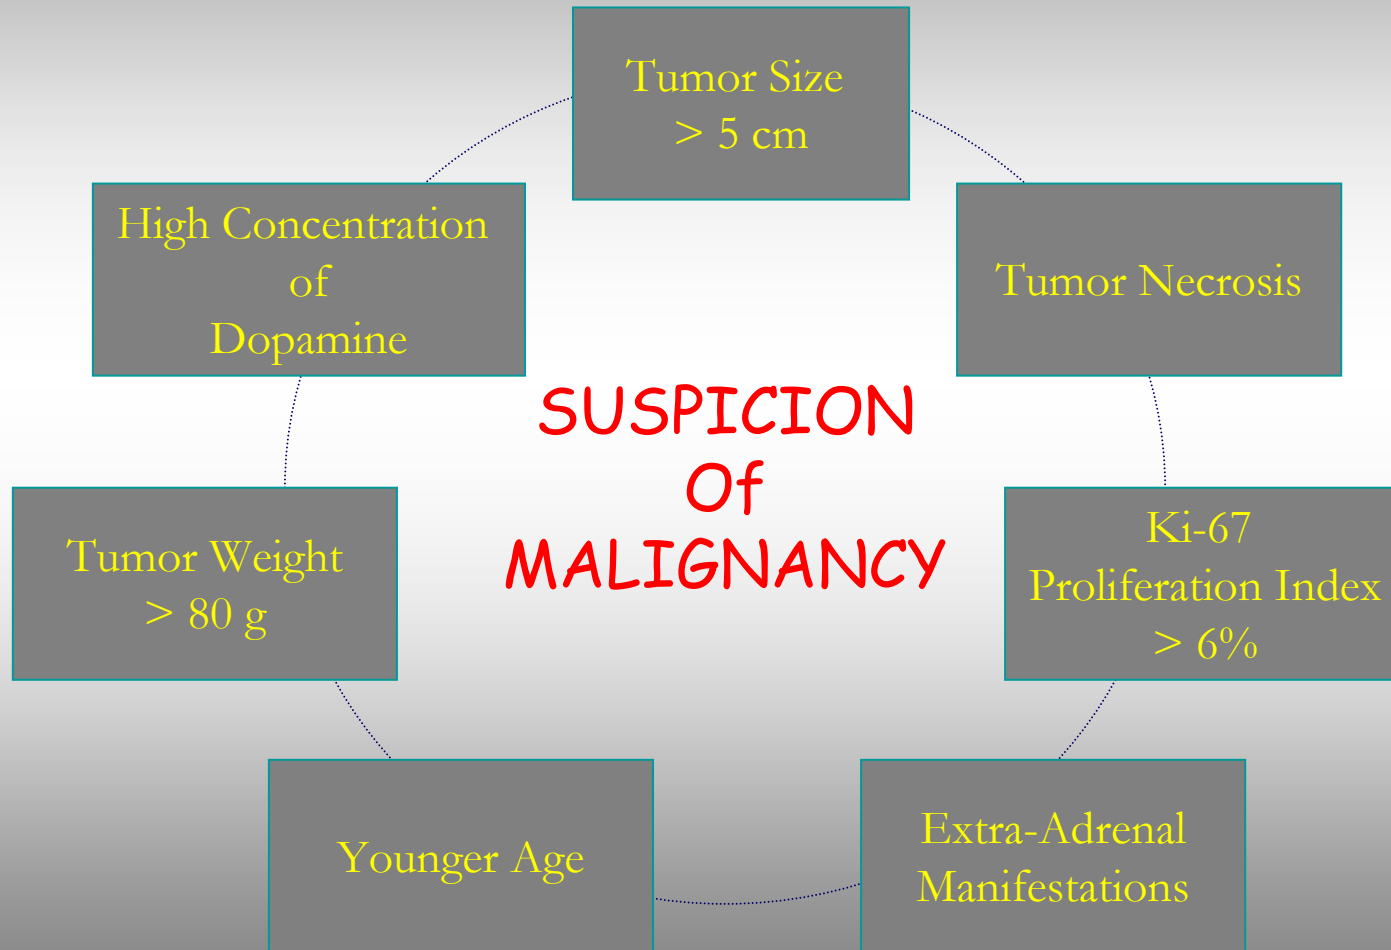 Tumor Size
> 5 cm
High Concentration
of
Dopamine
Tumor Necrosis
SUSPICION
Of
MALIGNANCY
Tumor Weight
> 80 g
Ki-67
Proliferation Index
> 6%
Younger Age
Extra-Adrenal
Manifestations